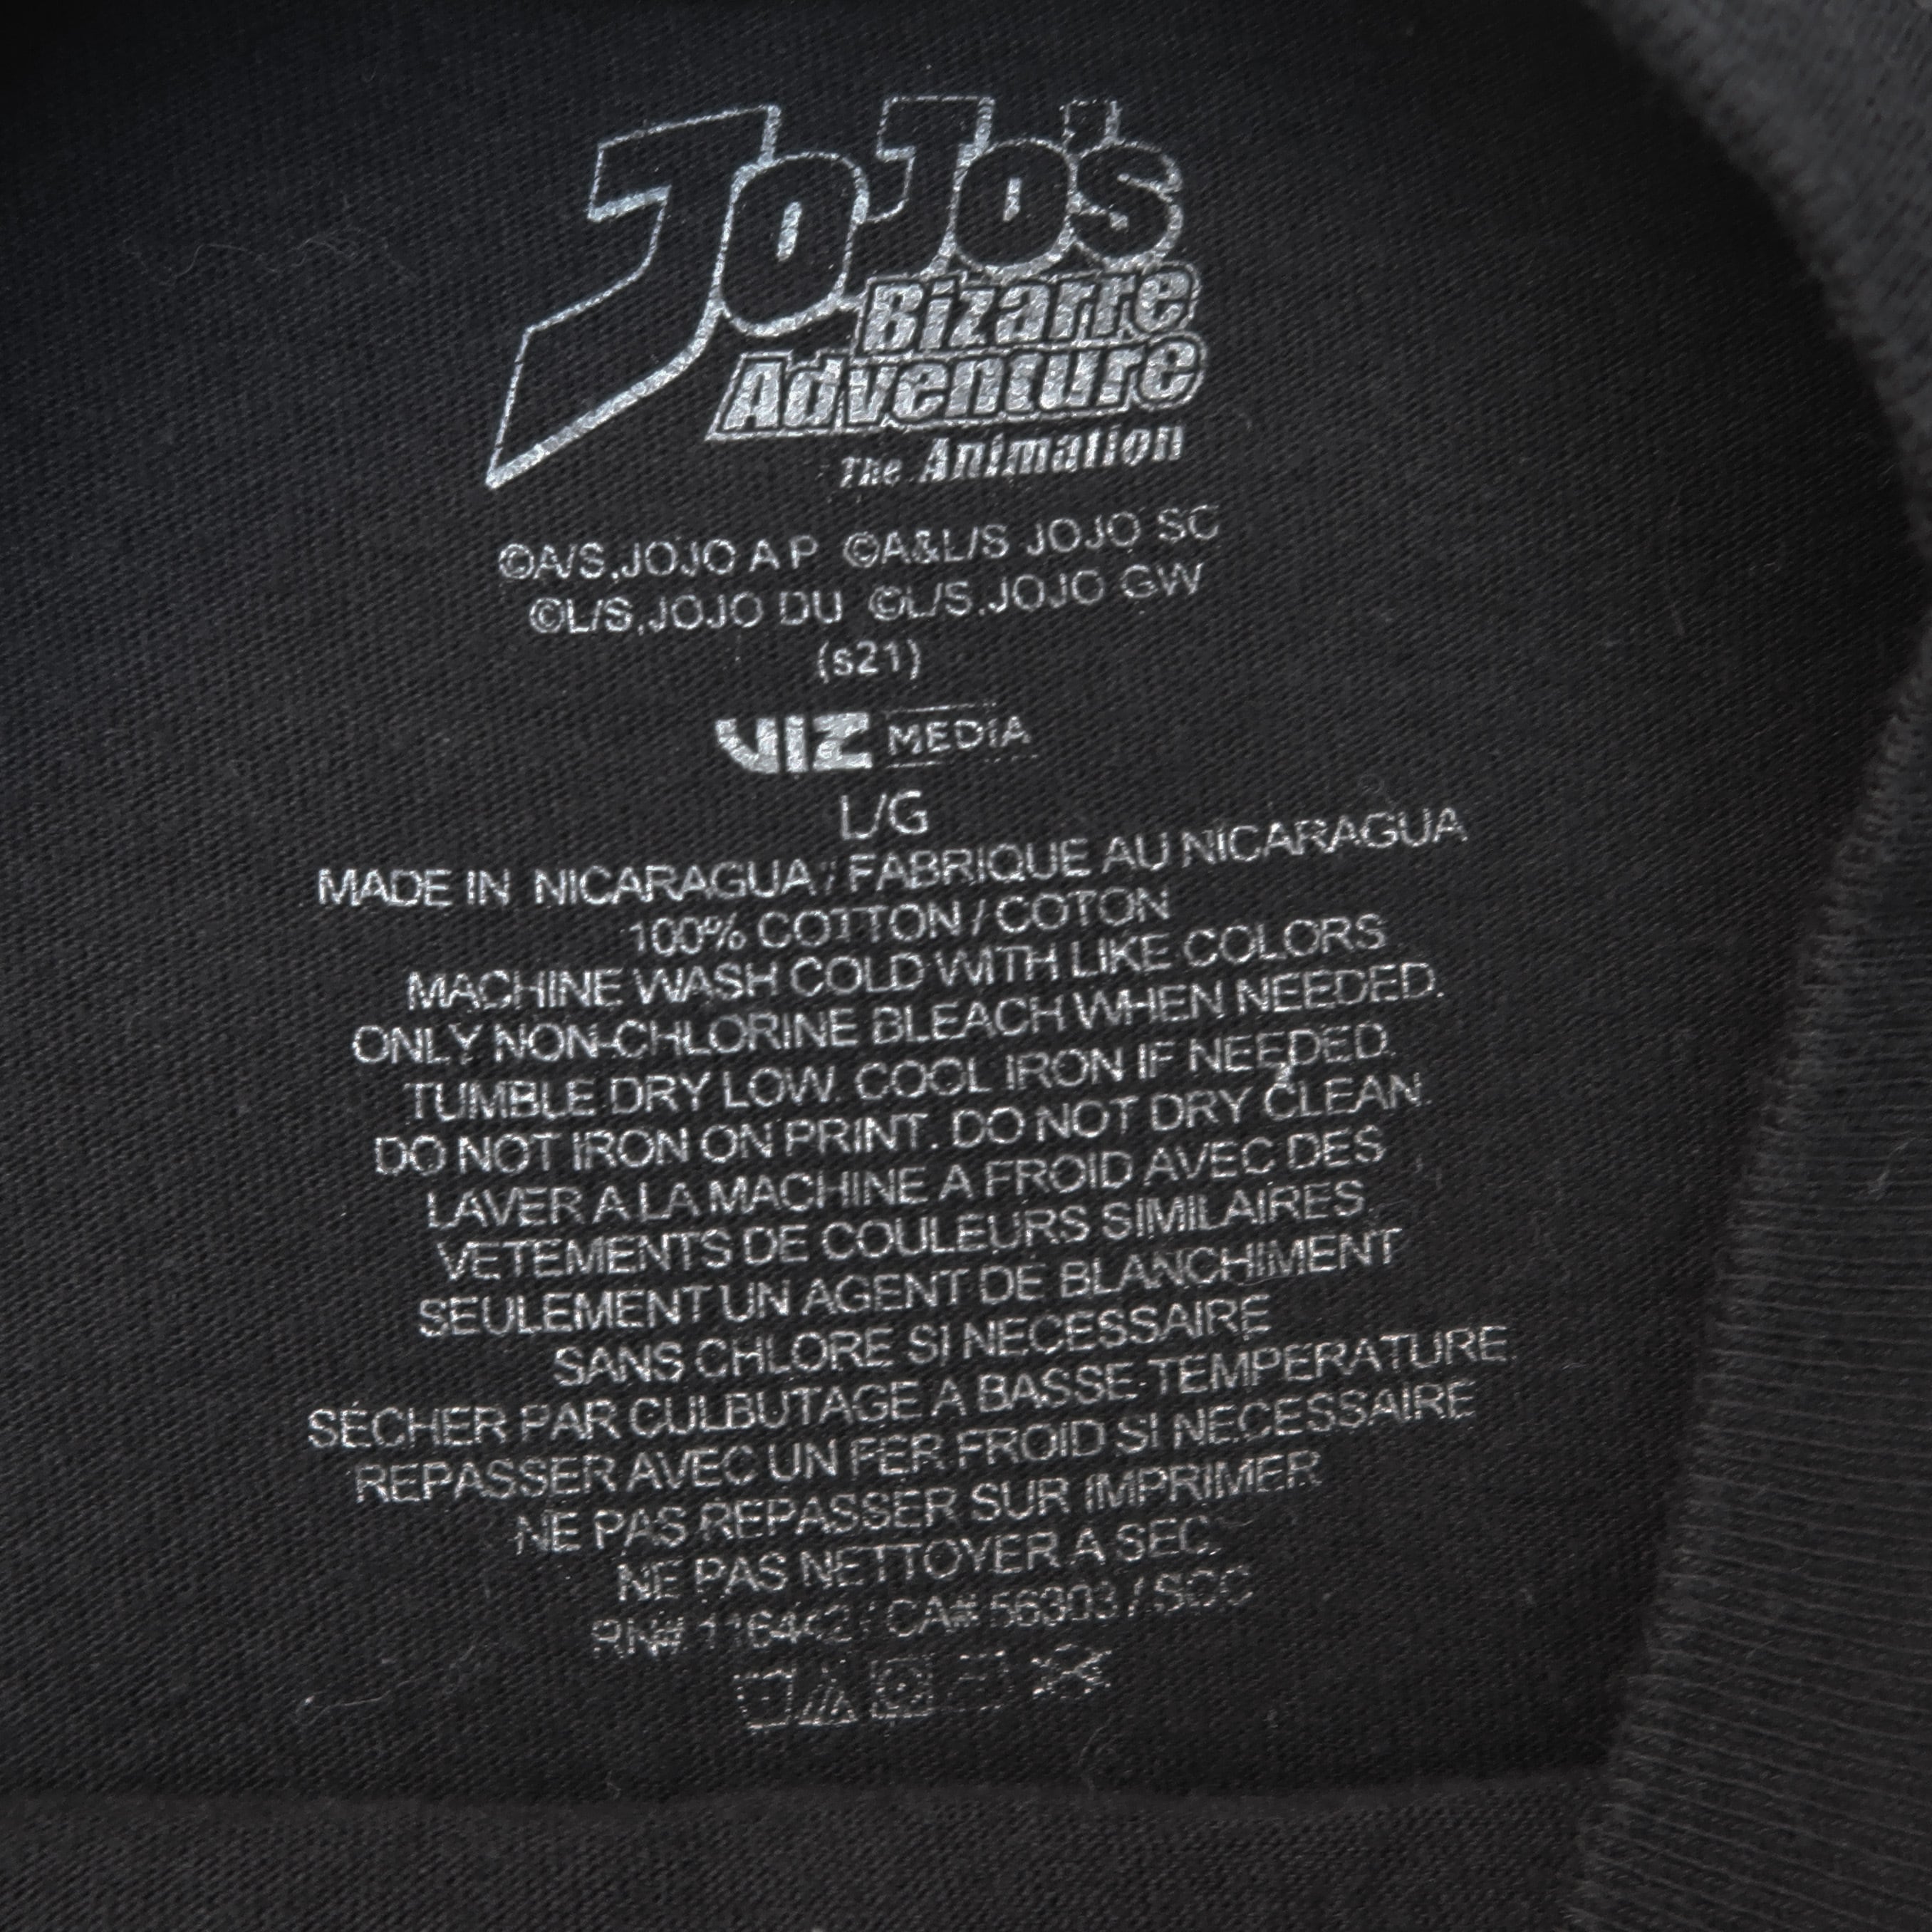 JoJo's
Bizarre
Adventure
The Animation
©A/S,JOJO A P ©A&L/S JOJO SC
©L/S,JOJO DU ©L/S,JOJO GW
(s21)
VIZ MEDIA
L/G
MADE IN NICARAGUA / FABRIQUE AU NICARAGUA
100% COTTON / COTON
MACHINE WASH COLD WITH LIKE COLORS
ONLY NON-CHLORINE BLEACH WHEN NEEDED.
TUMBLE DRY LOW. COOL IRON IF NEEDED.
DO NOT IRON ON PRINT. DO NOT DRY CLEAN.
LAVER A LA MACHINE A FROID AVEC DES
VETEMENTS DE COULEURS SIMILAIRES.
SEULEMENT UN AGENT DE BLANCHIMENT
SANS CHLORE SI NECESSAIRE
SECHER PAR CULBUTAGE A BASSE-TEMPERATURE.
REPASSER AVEC UN FER FROID SI NECESSAIRE
NE PAS REPASSER SUR IMPRIMER
NE PAS NETTOYER A SEC.
RN# 116442 / CA# 56303 / SCC